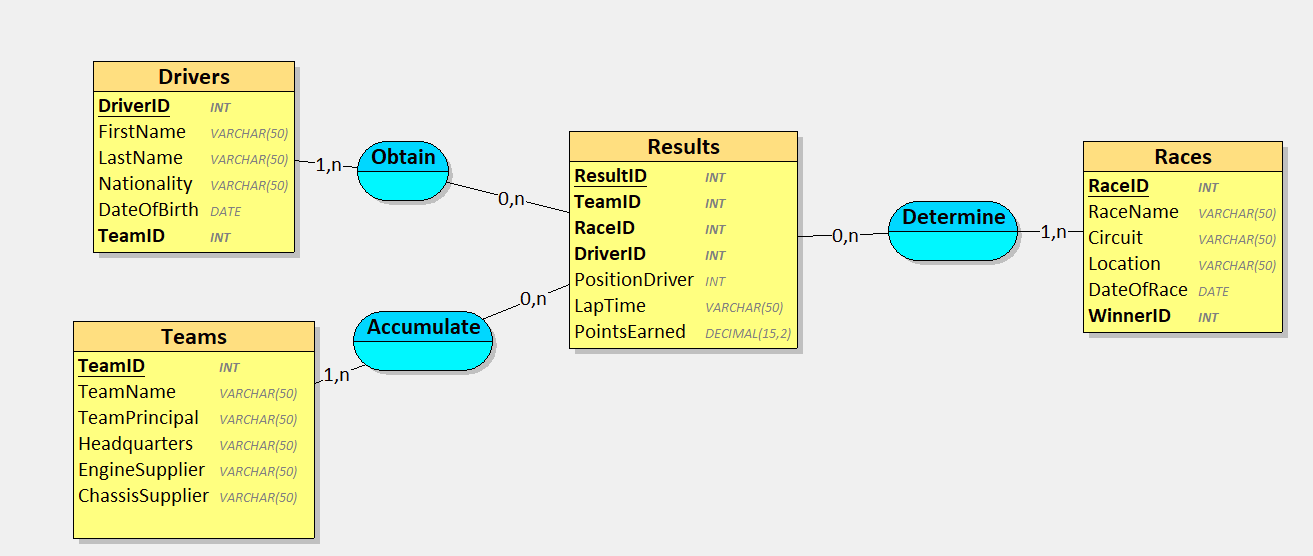 Drivers
DriverID INT
FirstName VARCHAR(50)
LastName VARCHAR(50)
Nationality VARCHAR(50)
DateOfBirth DATE
TeamID INT
1,n
Obtain
0,n
Teams
TeamID INT
TeamName VARCHAR(50)
TeamPrincipal VARCHAR(50)
Headquarters VARCHAR(50)
EngineSupplier VARCHAR(50)
ChassisSupplier VARCHAR(50)
1,n
Accumulate
0,n
Results
ResultID INT
TeamID INT
RaceID INT
DriverID INT
PositionDriver INT
LapTime VARCHAR(50)
PointsEarned DECIMAL(15,2)
0,n
Determine
1,n
Races
RaceID INT
RaceName VARCHAR(50)
Circuit VARCHAR(50)
Location VARCHAR(50)
DateOfRace DATE
WinnerID INT